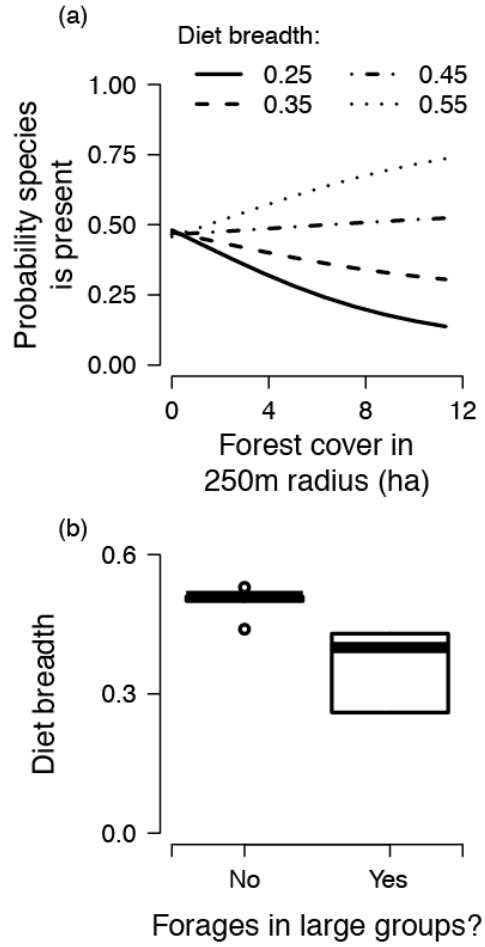 (a)
Diet breadth:
0.25 0.45
0.35 0.55
1.00
0.75
0.50
0.25
0.00
Probability species
is present
0 4 8 12
Forest cover in
250m radius (ha)
(b)
0.6
0.3
0.0
Diet breadth
No Yes
Forages in large groups?